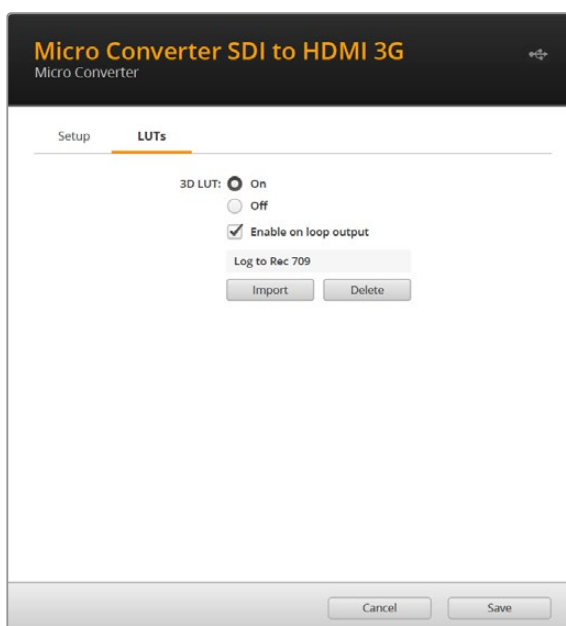 Micro Converter SDI to HDMI 3G
Micro Converter
Setup LUTs
3D LUT: On
Off
Enable on loop output
Log to Rec 709
Import Delete
Cancel Save